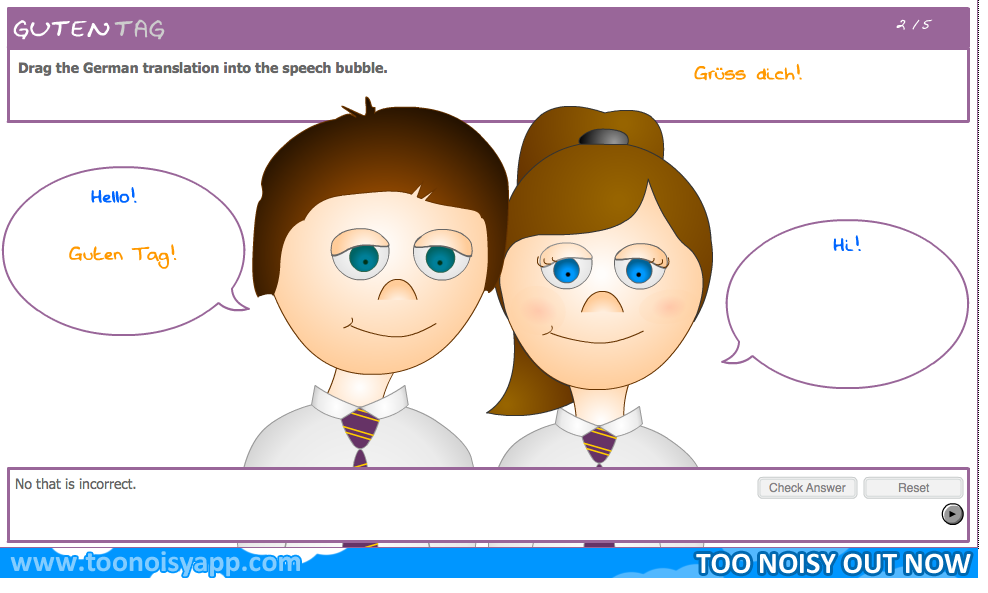 GUTEN TAG
2 / 5
Drag the German translation into the speech bubble.
Grüss dich!
Hello!
Guten Tag!
Hi!
No that is incorrect.
Check Answer
Reset
www.toonoisyapp.com
TOO NOISY OUT NOW